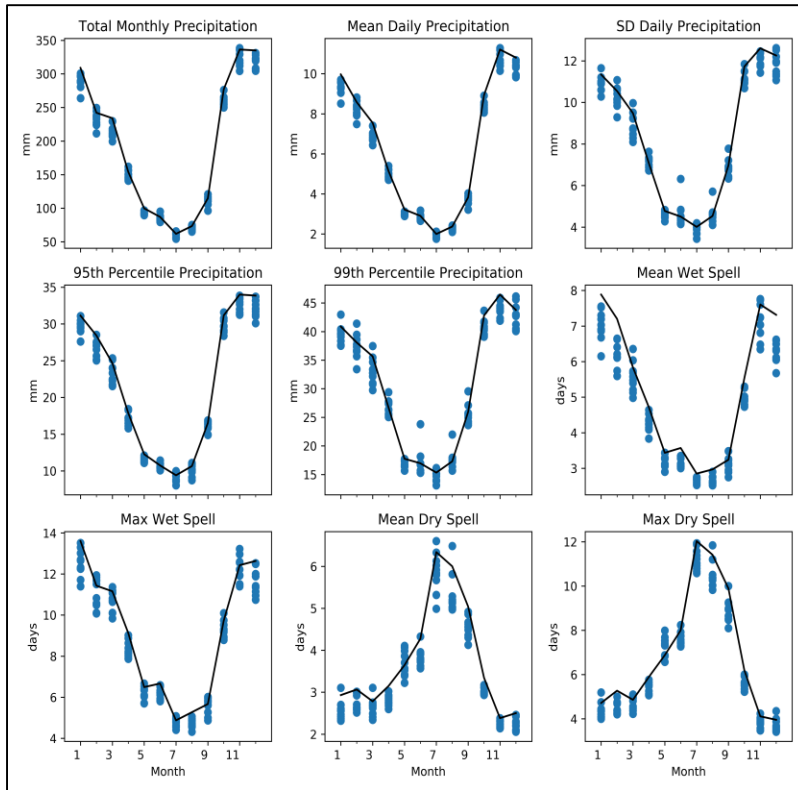 Total Monthly Precipitation
Mean Daily Precipitation
SD Daily Precipitation
350
300
250
200
150
100
50
mm
10
8
6
4
2
mm
12
10
8
6
4
mm
95th Percentile Precipitation
99th Percentile Precipitation
Mean Wet Spell
35
30
25
20
15
10
mm
45
40
35
30
25
20
15
mm
8
7
6
5
4
3
days
Max Wet Spell
Mean Dry Spell
Max Dry Spell
14
12
10
8
6
4
days
6
5
4
3
2
days
12
10
8
6
4
days
1 3 5 7 9 11
1 3 5 7 9 11
1 3 5 7 9 11
Month
Month
Month